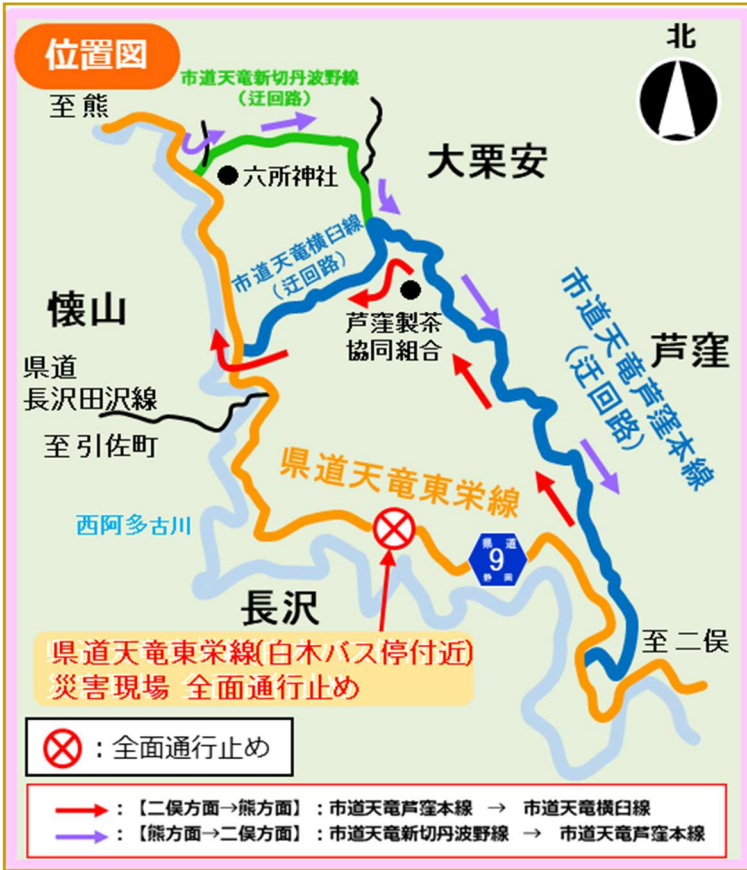 位置図
北
市道天竜新切丹波野線
(迂回路)
至 熊
六所神社
大栗安
市道天竜横臼線
(迂回路)
懐山
芦窪製茶
協同組合
市道天竜芦窪本線
(迂回路)
芦窪
県道
長沢田沢線
至 引佐町
県道天竜東栄線
西阿多古川
県道
9
静岡
長沢
至 二俣
県道天竜東栄線(白木バス停付近)
災害現場 全面通行止め
:全面通行止め
:【二俣方面→熊方面】:市道天竜芦窪本線 → 市道天竜横臼線
:【熊方面→二俣方面】:市道天竜新切丹波野線 → 市道天竜芦窪本線